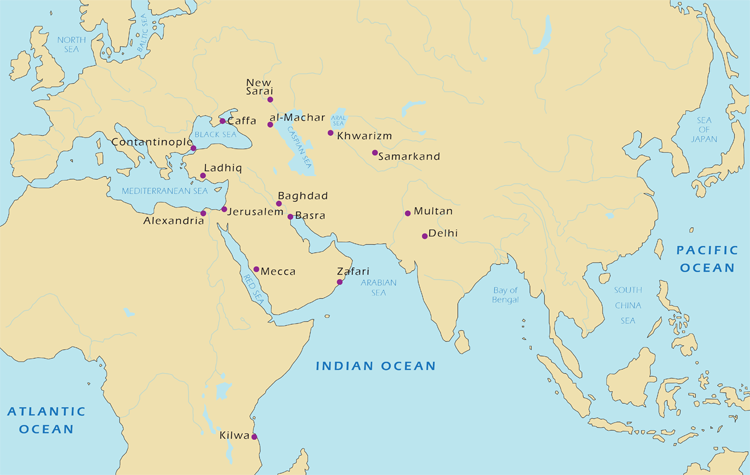 NORTH
SEA
BALTIC SEA
New
Sarai
Caffa
al-Machar
ARAL
SEA
BLACK SEA
CASPIAN SEA
Khwarizm
Contantinople
Samarkand
SEA
OF
JAPAN
Ladhiq
MEDITERRANEAN SEA
Baghdad
Alexandria
Jerusalem
Basra
Multan
Delhi
PACIFIC
OCEAN
Mecca
RED SEA
Zafari
ARABIAN
SEA
Bay of
Bengal
SOUTH
CHINA
SEA
INDIAN OCEAN
ATLANTIC
OCEAN
Kilwa